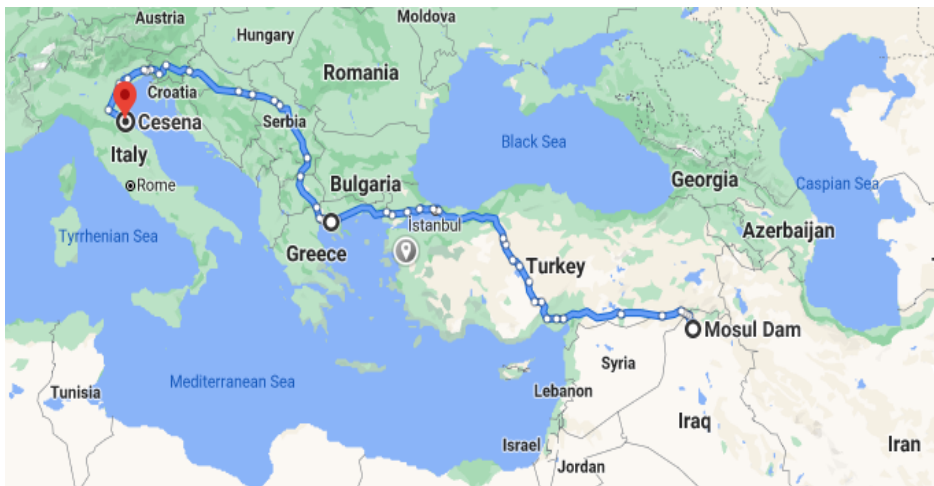 Austria
Moldova
Hungary
Romania
Croatia
Cesena
Serbia
Italy
Black Sea
Rome
Bulgaria
Georgia
Caspian Sea
Tyrrhenian Sea
İstanbul
Azerbaijan
Greece
Turkey
Mosul Dam
Syria
Mediterranean Sea
Tunisia
Lebanon
Iraq
Israel
Iran
Jordan